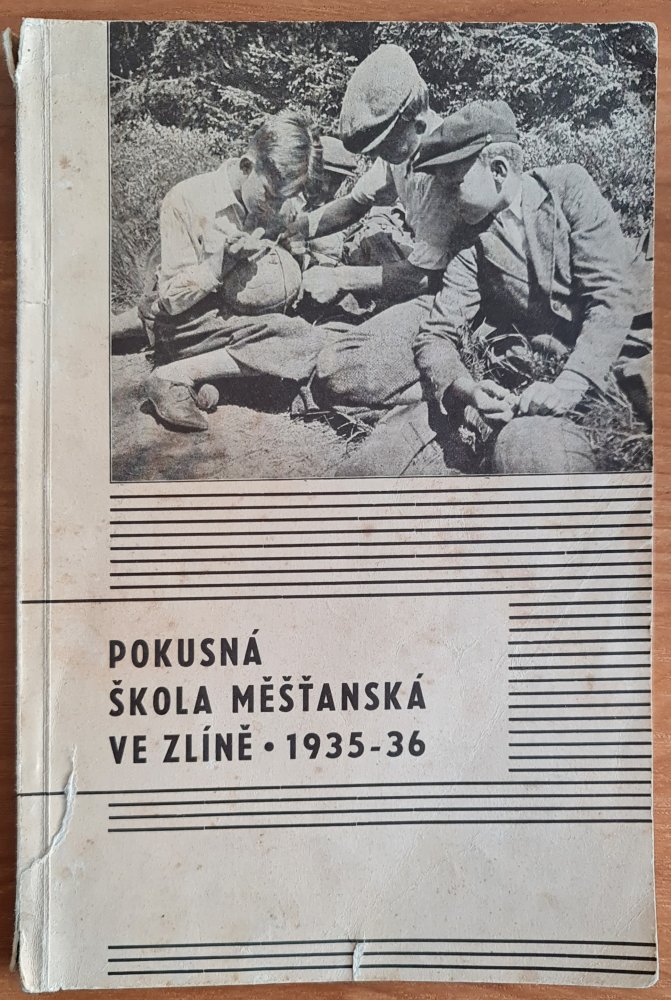 POKUSNÁ
ŠKOLA MĚŠŤANSKÁ
VE ZLÍNĚ • 1935-36